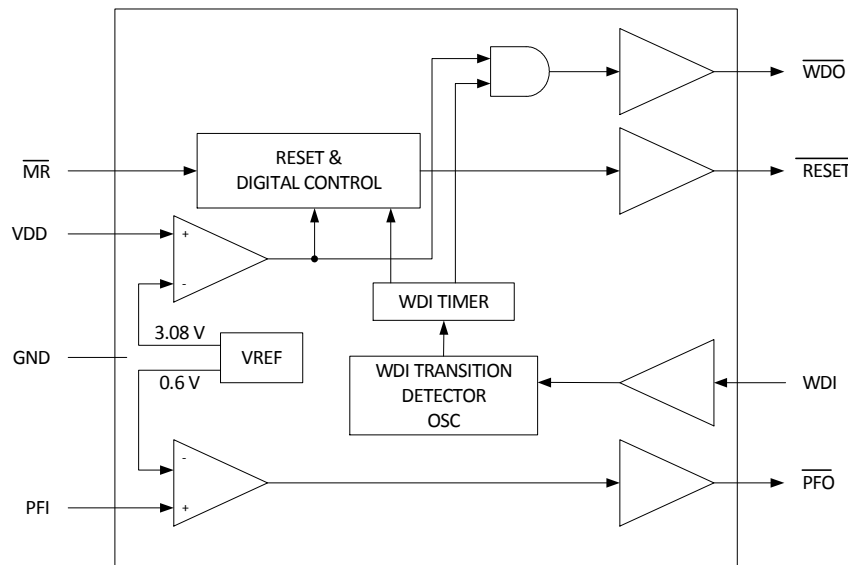 WDO
RESET &
DIGITAL CONTROL
MR
RESET
VDD
+
-
WDI TIMER
3.08 V
GND
VREF
0.6 V
WDI TRANSITION
DETECTOR
OSC
WDI
-
+
PFI
PFO